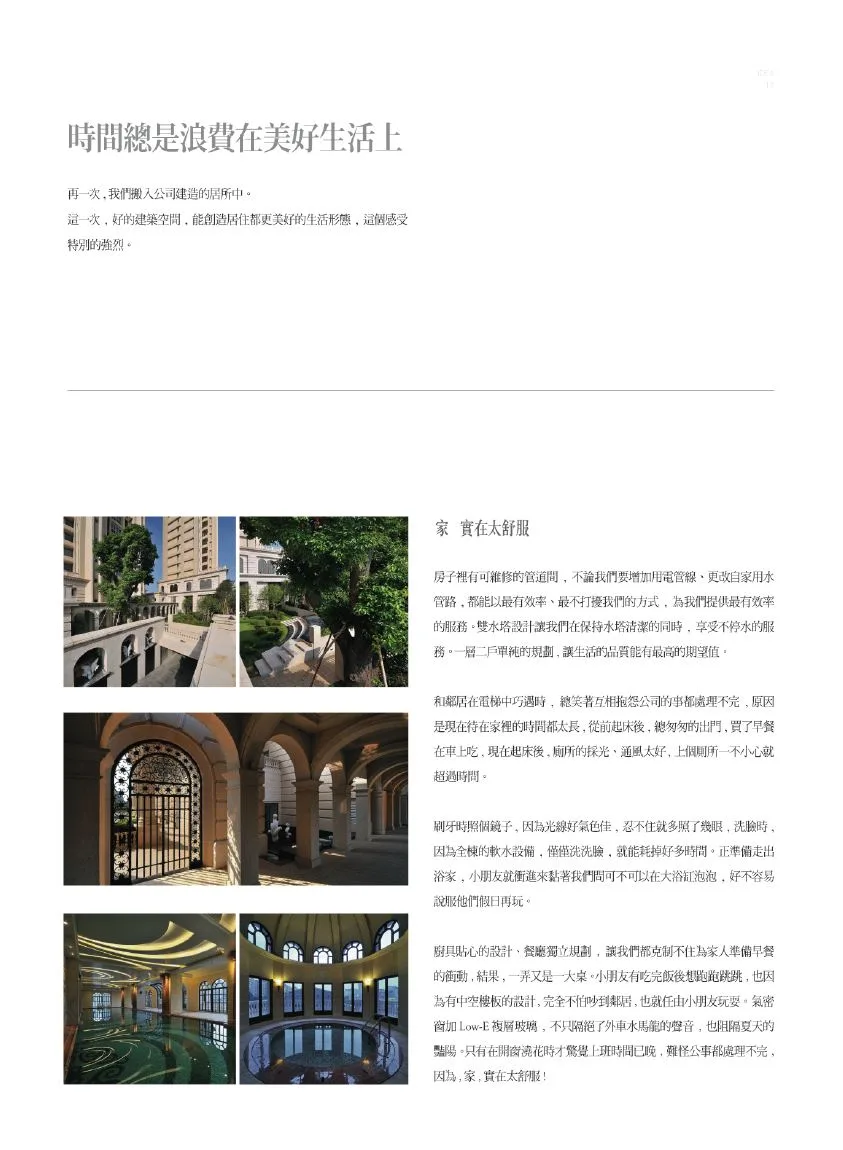 時間總是浪費在美好生活上
再一次，我們搬入公司建造的居所中。
這一次，好的建築空間，能創造居住都更美好的生活形態，這個感受
特別的強烈。
家 實在太舒服
房子裡有可維修的管道間，不論我們要增加用電管線、更改自家用水
管路，都能以最有效率、最不打擾我們的方式，為我們提供最有效率
的服務。雙水塔設計讓我們在保持水塔清潔的同時，享受不停水的服
務。一層二戶單純的規劃，讓生活的品質能有最高的期望值。
和鄰居在電梯中巧遇時，總笑著互相抱怨公司的事都處理不完，原因
是現在待在家裡的時間都太長，從前起床後，總匆匆的出門，買了早餐
在車上吃，現在起床後，廁所的採光、通風太好，上個廁所一不小心就
超過時間。
刷牙時照個鏡子，因為光線好氣色佳，忍不住就多照了幾眼，洗臉時，
因為全棟的軟水設備，僅僅洗洗臉，就能耗掉好多時間。正準備走出
浴家，小朋友就衝進來黏著我們問可不可以在大浴缸泡泡，好不容易
說服他們假日再玩。
廚具貼心的設計、餐廳獨立規劃，讓我們都克制不住為家人準備早餐
的衝動，結果，一弄又是一大桌。小朋友有吃完飯後想跑跑跳跳，也因
為有中空樓板的設計，完全不怕吵到鄰居，也就任由小朋友玩耍。氣密
窗加 Low-E 複層玻璃，不只隔絕了外車水馬龍的聲音，也阻隔夏天的
豔陽。只有在開窗澆花時才驚覺上班時間已晚，難怪公事都處理不完，
因為，家，實在太舒服！